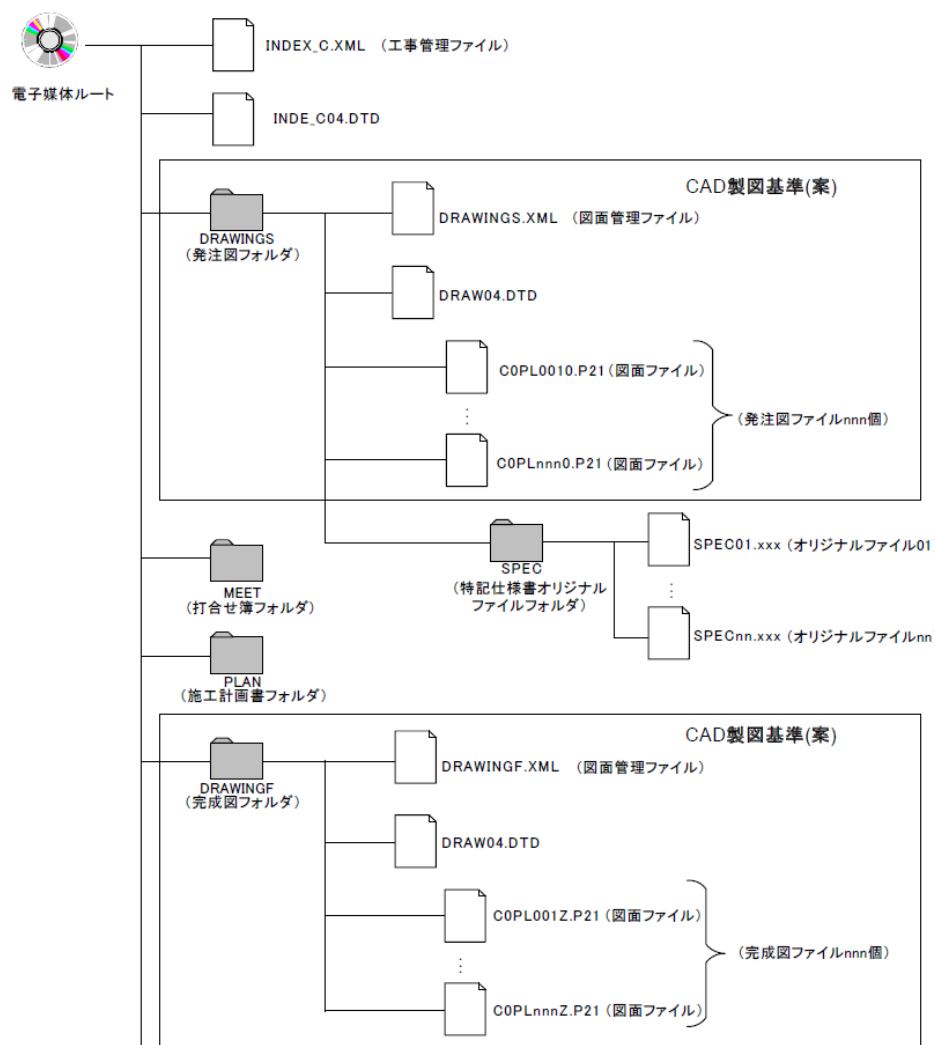 INDEX_C.XML （工事管理ファイル）
電子媒体ルート
INDE_C04.DTD
CAD製図基準(案)
DRAWINGS
（発注図フォルダ）
DRAWINGS.XML （図面管理ファイル）
DRAW04.DTD
C0PL0010.P21（図面ファイル）
⋮
（発注図ファイルnnn個）
C0PLnnn0.P21（図面ファイル）
SPEC
（特記仕様書オリジナル
ファイルフォルダ）
SPEC01.xxx（オリジナルファイル01
⋮
SPECnn.xxx（オリジナルファイルnn
MEET
（打合せ簿フォルダ）
PLAN
（施工計画書フォルダ）
CAD製図基準(案)
DRAWINGF
（完成図フォルダ）
DRAWINGF.XML （図面管理ファイル）
DRAW04.DTD
C0PL001Z.P21（図面ファイル）
⋮
（完成図ファイルnnn個）
C0PLnnnZ.P21（図面ファイル）